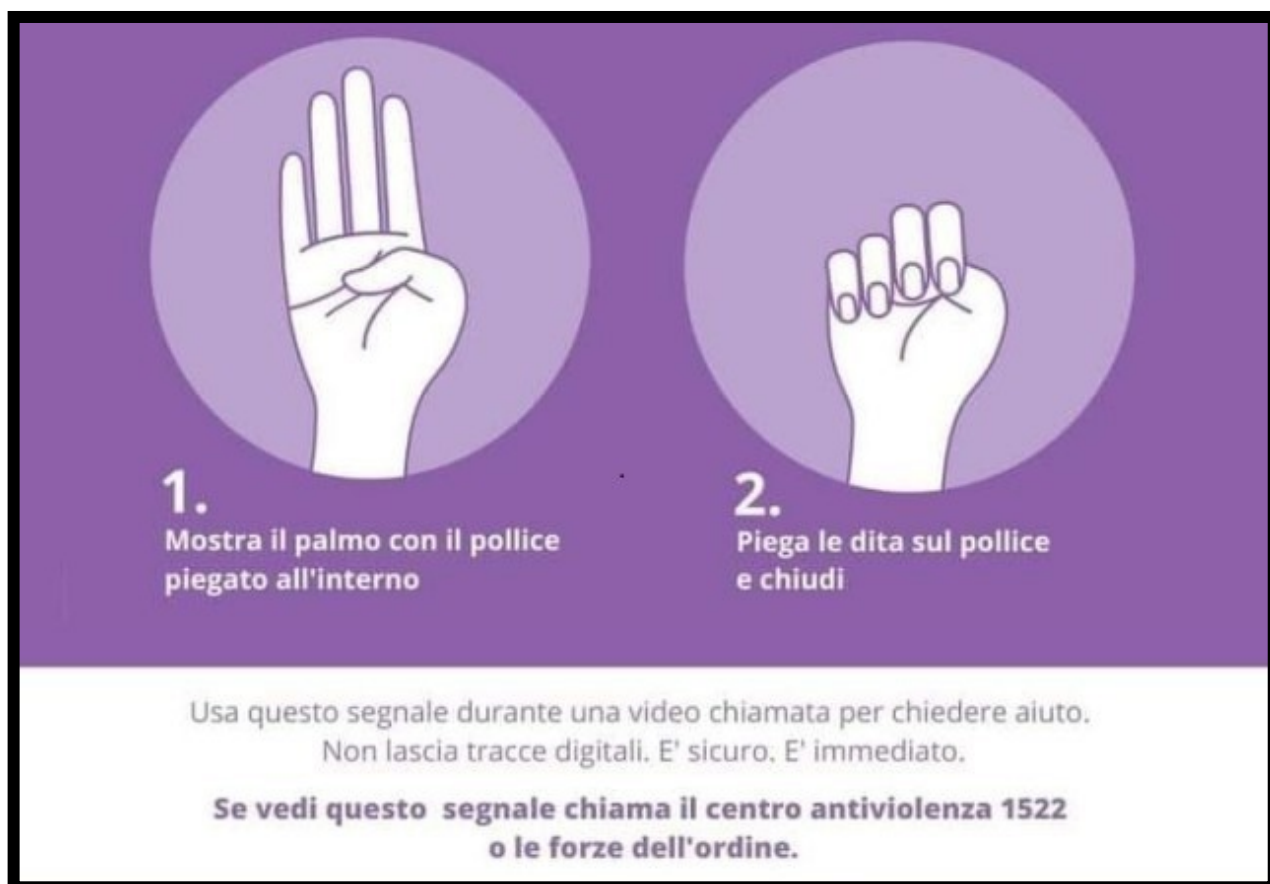 1.
Mostra il palmo con il pollice
piegato all'interno
2.
Piega le dita sul pollice
e chiudi
Usa questo segnale durante una video chiamata per chiedere aiuto.
Non lascia tracce digitali. E' sicuro. E' immediato.
Se vedi questo segnale chiama il centro antiviolenza 1522
o le forze dell'ordine.